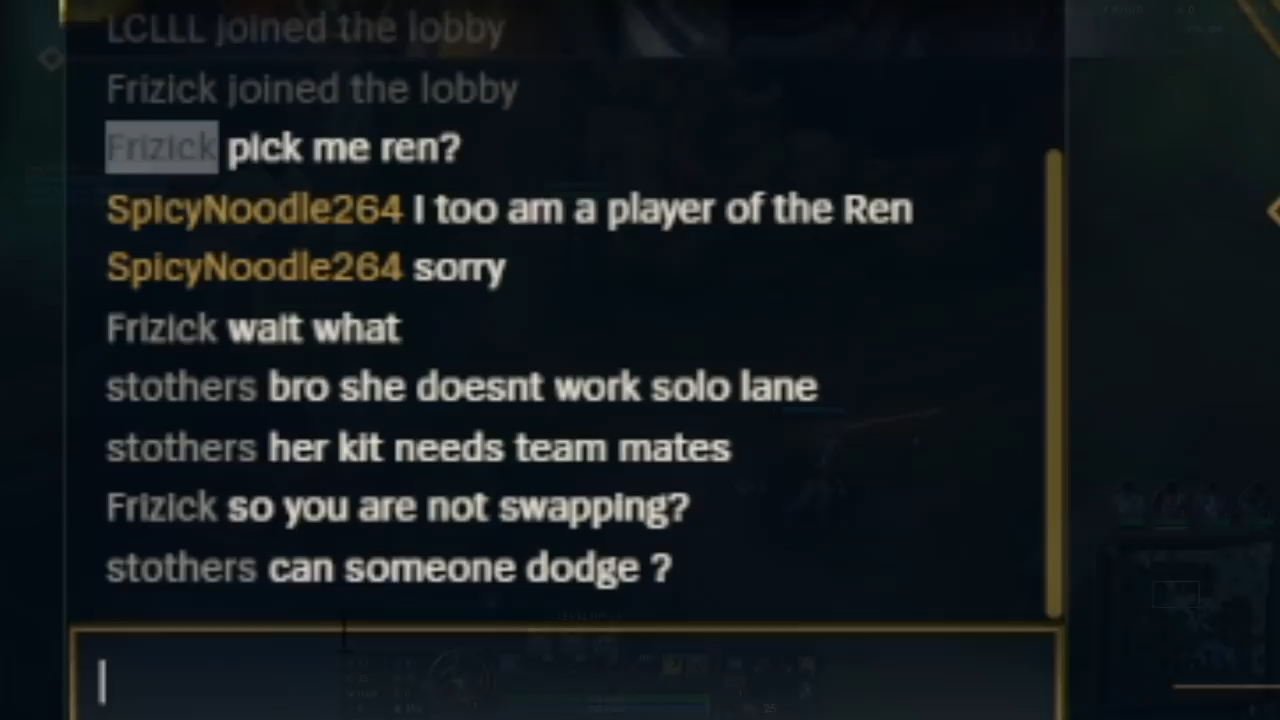 LCLLL joined the lobby
Frizick joined the lobby
Frizick pick me ren?
SpicyNoodle264 I too am a player of the Ren
SpicyNoodle264 sorry
Frizick wait what
stothers bro she doesnt work solo lane
stothers her kit needs team mates
Frizick so you are not swapping?
stothers can someone dodge ?